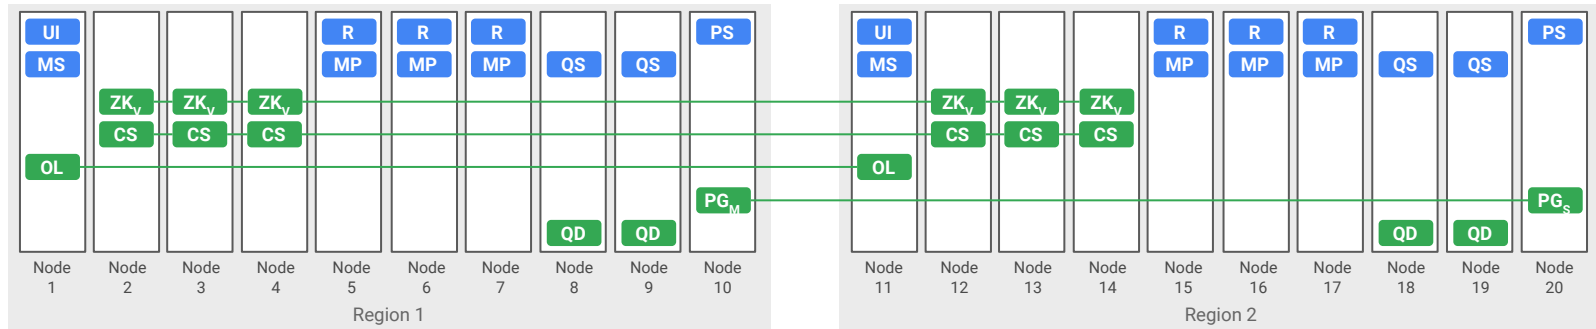 UI R R R PS UI R R R PS
MS MP MP MP QS QS MS MP MP MP QS QS
ZKV ZKV ZKV ZKV ZKV ZKV
CS CS CS CS CS CS
OL OL
PGM PGS
QD QD QD QD
Node Node Node Node Node Node Node Node Node Node Node Node Node Node Node Node Node Node Node Node
1 2 3 4 5 6 7 8 9 10 11 12 13 14 15 16 17 18 19 20
Region 1 Region 2